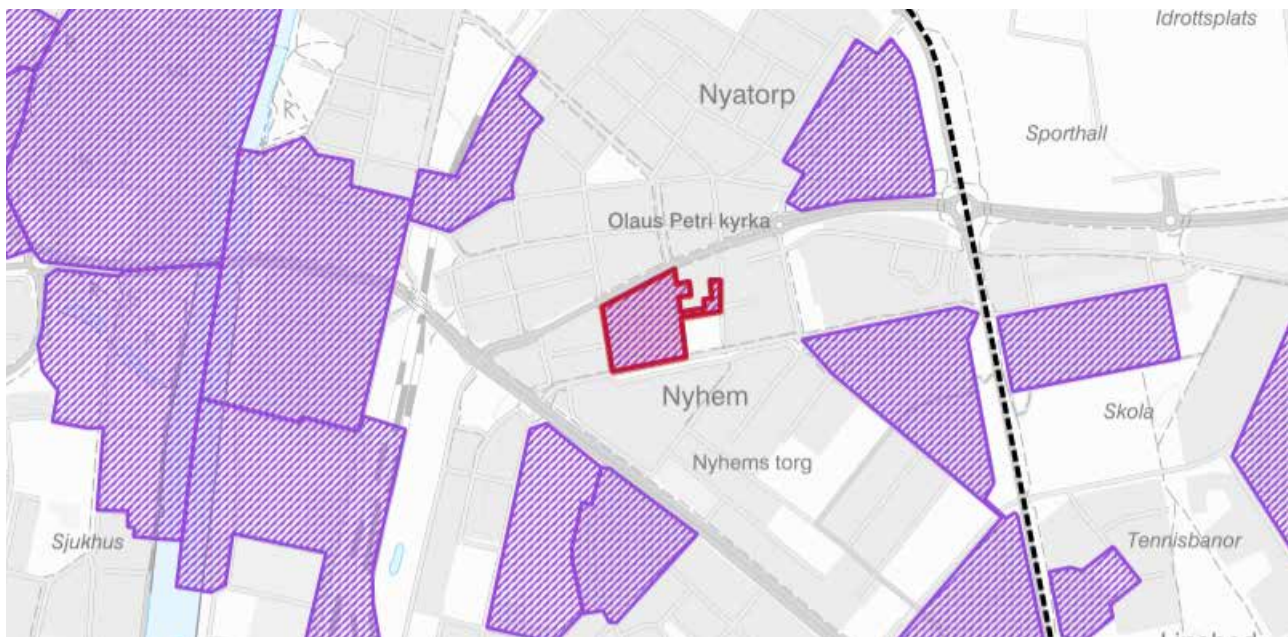 Idrottsplats
Nyatorp
Sporthall
Olaus Petri kyrka
Nyhem
Skola
Nyhems torg
Sjukhus
Tennisbanor